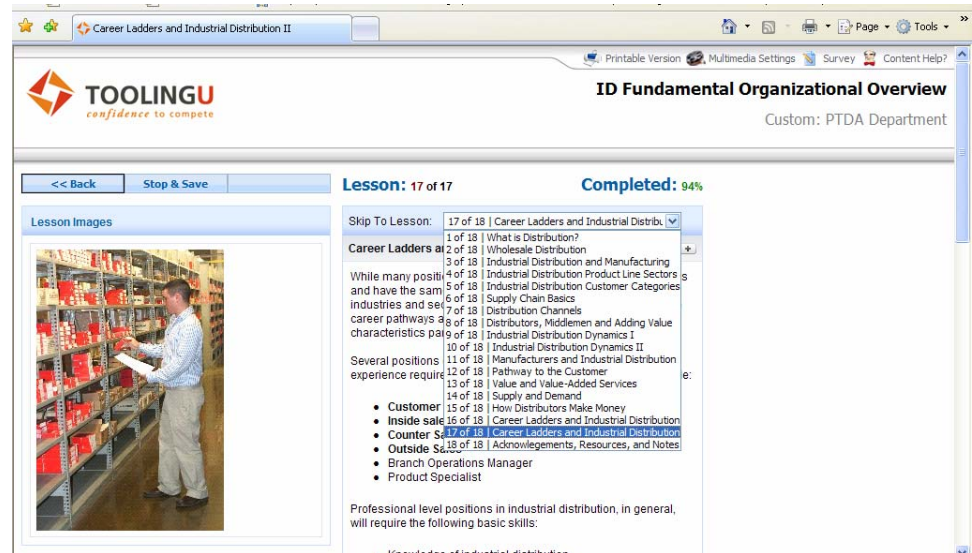 Career Ladders and Industrial Distribution II
Page
Tools
»
Printable Version
Multimedia Settings
Survey
Content Help?
TOOLINGU
confidence to compete
ID Fundamental Organizational Overview
Custom: PTDA Department
<< Back
Stop & Save
Lesson: 17 of 17
Completed: 94%
Lesson Images
Skip To Lesson:
17 of 18 | Career Ladders and Industrial
1 of 18 | What is Distribution?
2 of 18 | Wholesale Distribution
3 of 18 | Industrial Distribution and Manufacturing
4 of 18 | Industrial Distribution Product Line Sectors
5 of 18 | Industrial Distribution Customer Categories
6 of 18 | Supply Chain Basics
7 of 18 | Distribution Channels
8 of 18 | Distributors, Middlemen and Adding Value
9 of 18 | Industrial Distribution Dynamics I
10 of 18 | Industrial Distribution Dynamics II
11 of 18 | Manufacturers and Industrial Distribution
12 of 18 | Pathway to the Customer
13 of 18 | Value and Value-Added Services
14 of 18 | Supply and Demand
15 of 18 | How Distributors Make Money
16 of 18 | Career Ladders and Industrial Distribution
17 of 18 | Career Ladders and Industrial Distribution
18 of 18 | Acknowlegements, Resources, and Notes
Career Ladders
While many
and have the
industries and
career pathways
characteristics
Several positions
experience
• Customer
• Inside
• Counter
• Outside
• Branch Operations Manager
• Product Specialist
Professional level positions in industrial distribution, in general,
will require the following basic skills: